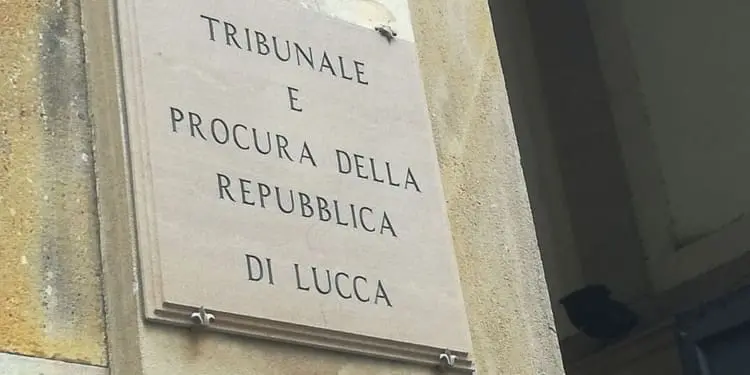 TRIBUNALE
E
PROCURA DELLA
REPUBBLICA
DI LUCCA